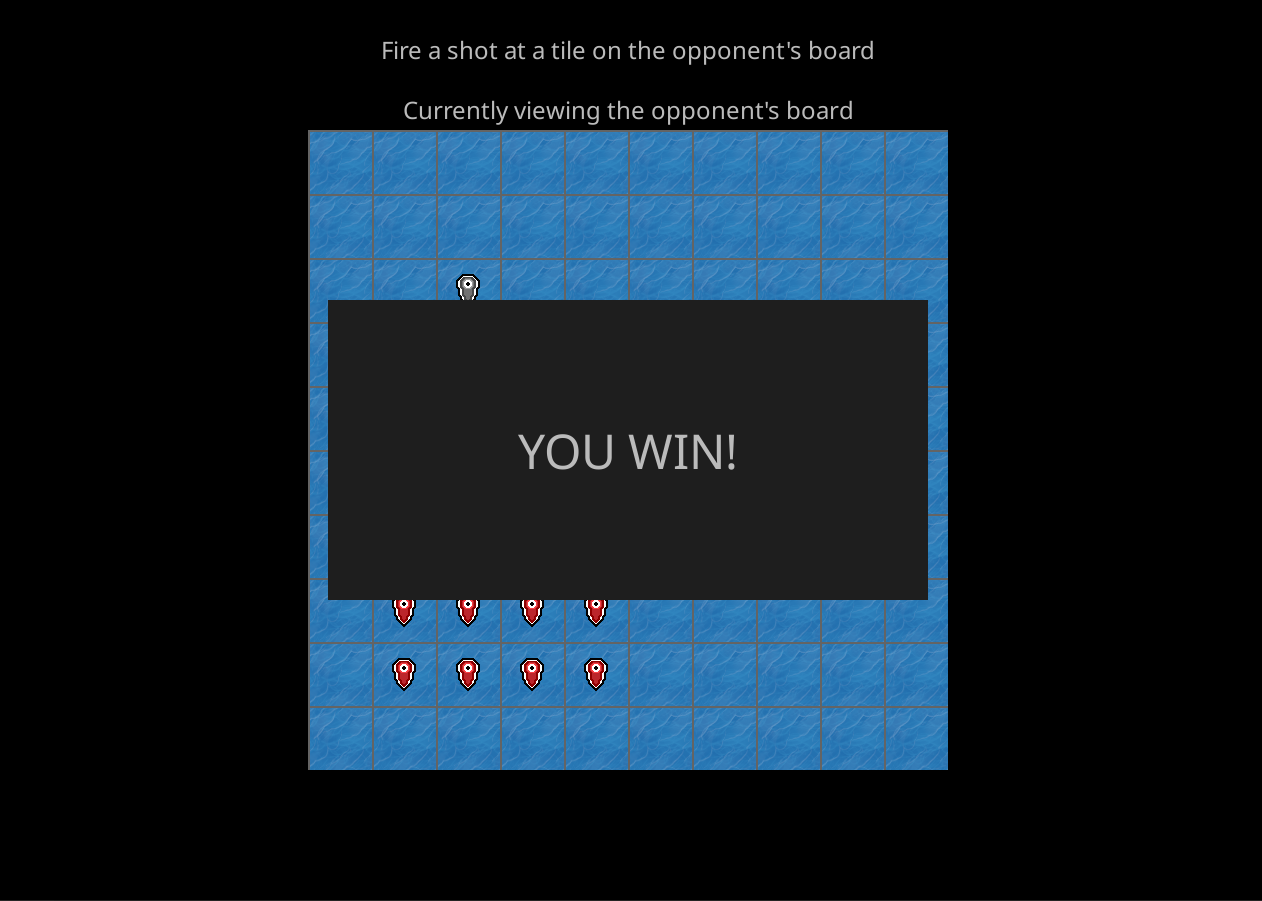 Fire a shot at a tile on the opponent's board
Currently viewing the opponent's board
YOU WIN!